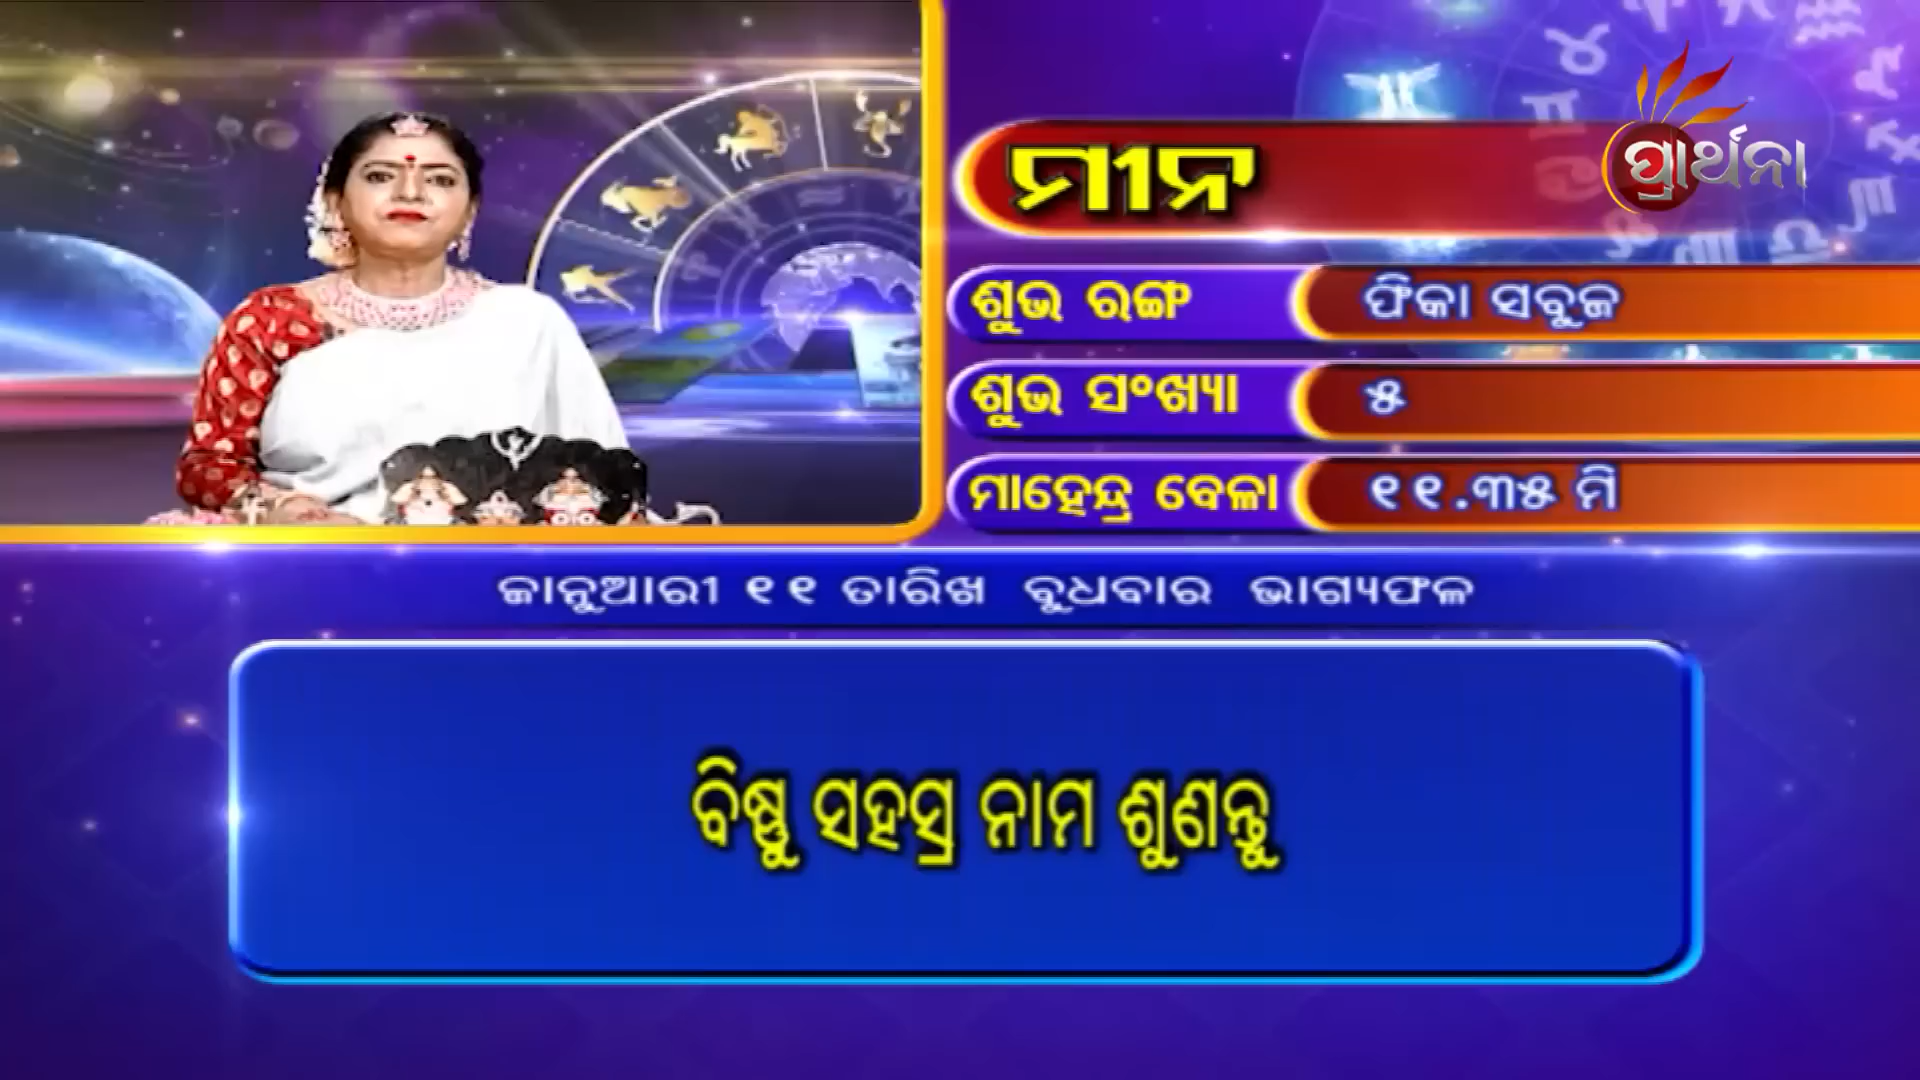 ମୀନ
ପ୍ରାର୍ଥନା
ଶୁଭ ରଙ୍ଗ ଫିକା ସବୁଜ
ଶୁଭ ସଂଖ୍ୟା ୫
ମାହେନ୍ଦ୍ର ବେଳା ୧୧.୩୫ ମି
ଜାନୁଆରୀ ୧୧ ତାରିଖ ବୁଧବାର ଭାଗ୍ୟଫଳ
ବିଷ୍ଣୁ ସହସ୍ର ନାମ ଶୁଣନ୍ତୁ